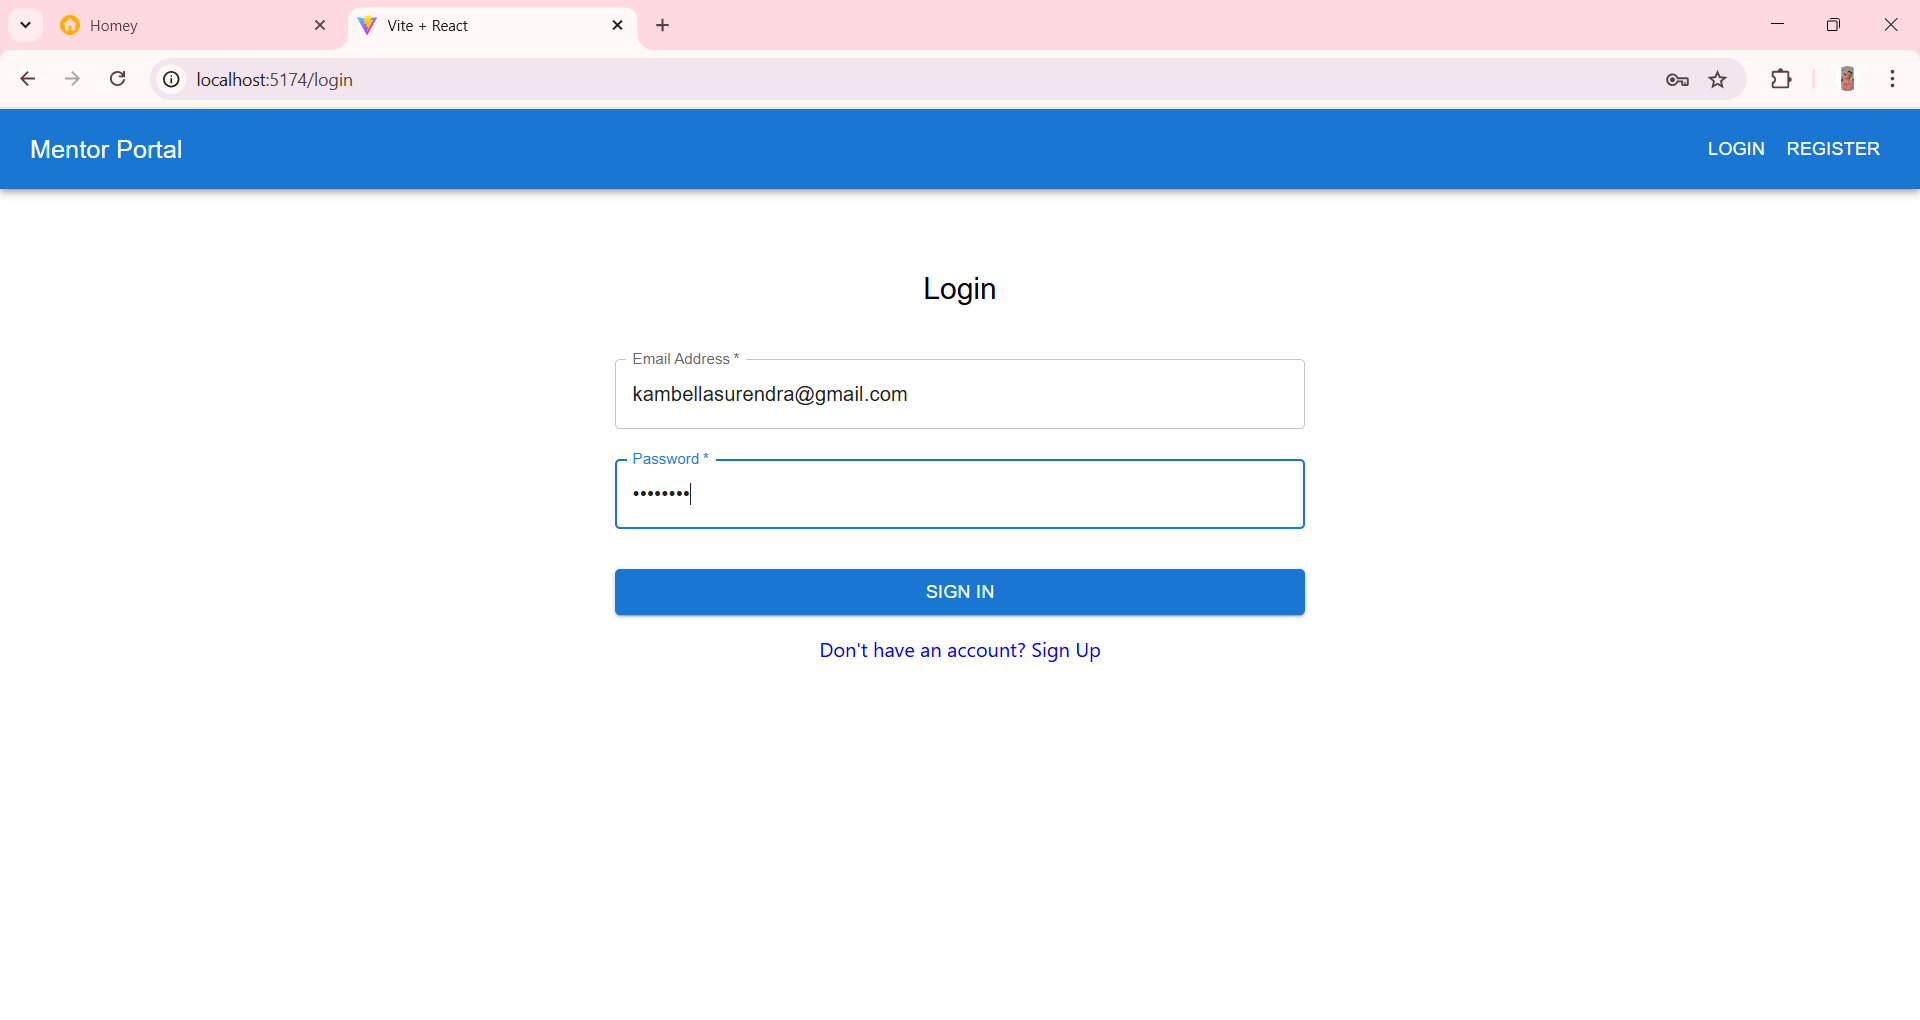 Homey
Vite + React
localhost:5174/login
Mentor Portal
LOGIN
REGISTER
Login
Email Address *
kambellasurendra@gmail.com
Password *
••••••••
SIGN IN
Don't have an account? Sign Up